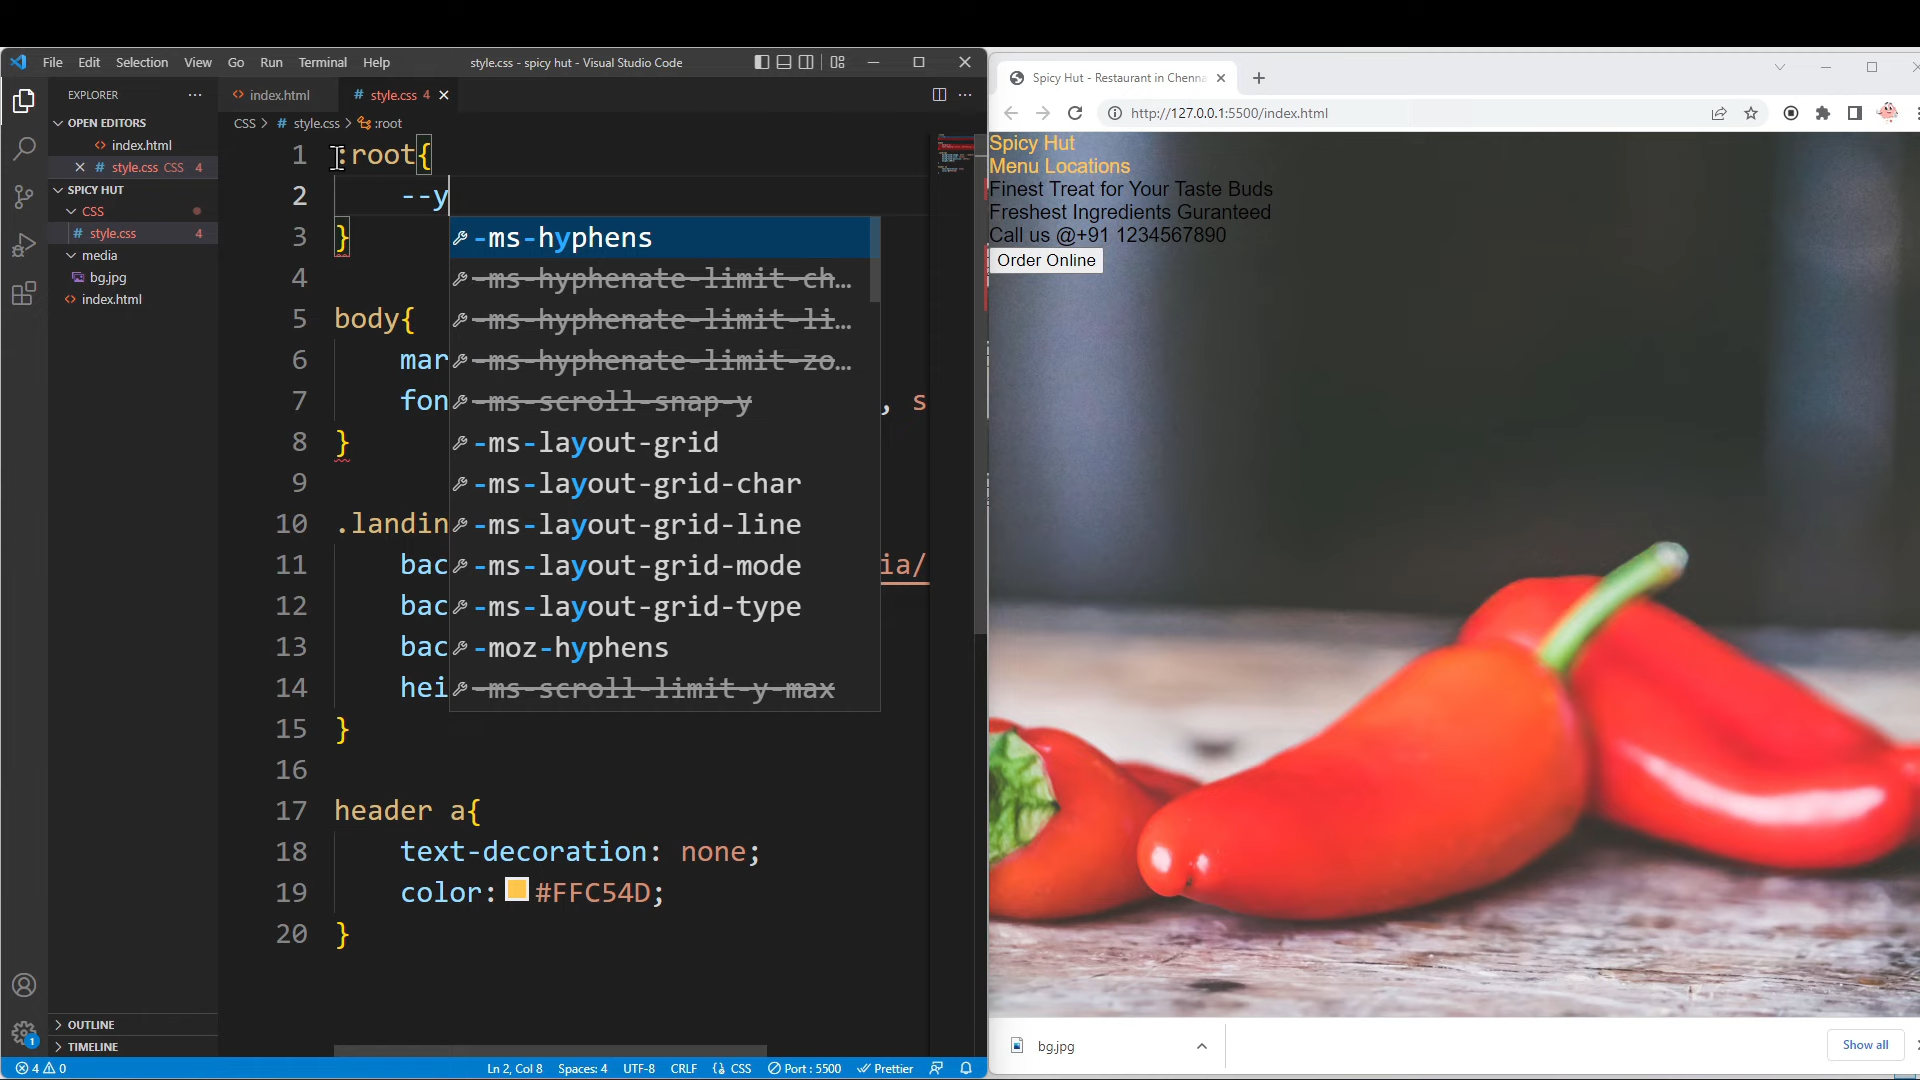 File Edit Selection View Go Run Terminal Help
style.css - spicy hut - Visual Studio Code
EXPLORER
OPEN EDITORS
index.html
style.css CSS 4
SPICY HUT
CSS
style.css 4
media
bg.jpg
index.html
OUTLINE
TIMELINE
index.html
style.css 4
CSS > style.css > :root
1 :root{
2 --y
3 }
4
5 body{
6 mar
7 fon , s
8 }
9
10 .landin
11 bac ia/
12 bac
13 bac
14 hei
15 }
16
17 header a{
18 text-decoration: none;
19 color: #FFC54D;
20 }
-ms-hyphens
-ms-hyphenate-limit-ch...
-ms-hyphenate-limit-li...
-ms-hyphenate-limit-zo...
-ms-scroll-snap-y
-ms-layout-grid
-ms-layout-grid-char
-ms-layout-grid-line
-ms-layout-grid-mode
-ms-layout-grid-type
-moz-hyphens
-ms-scroll-limit-y-max
1
4 0
Ln 2, Col 8 Spaces: 4 UTF-8 CRLF {} CSS Port : 5500 Prettier
Spicy Hut - Restaurant in Chenna
http://127.0.0.1:5500/index.html
Spicy Hut
Menu Locations
Finest Treat for Your Taste Buds
Freshest Ingredients Guranteed
Call us @+91 1234567890
Order Online
bg.jpg
Show all